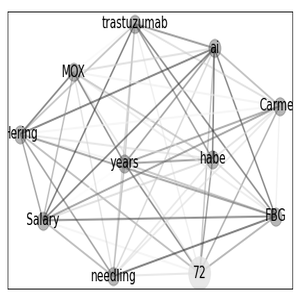 trastuzumab
ai
MOX
Carme
Hering
years
habe
Salary
FBG
needling
72